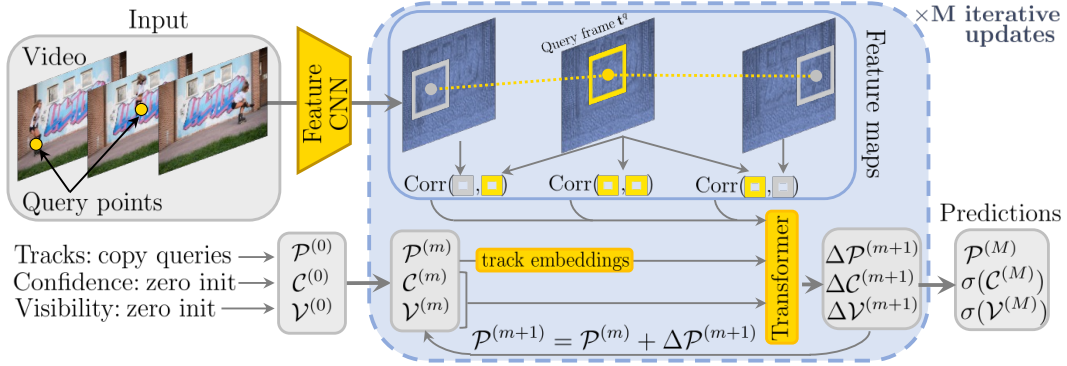 Input
Video
Query points
Feature CNN
Query frame t^q
Feature maps
×M iterative
updates
Corr( , )
Corr( , )
Corr( , )
Tracks: copy queries
Confidence: zero init
Visibility: zero init
𝒫^(0)
𝒞^(0)
𝒱^(0)
𝒫^(m)
𝒞^(m)
𝒱^(m)
track embeddings
Transformer
𝒫^(m+1) = 𝒫^(m) + Δ𝒫^(m+1)
Δ𝒫^(m+1)
Δ𝒞^(m+1)
Δ𝒱^(m+1)
Predictions
𝒫^(M)
σ(𝒞^(M))
σ(𝒱^(M))